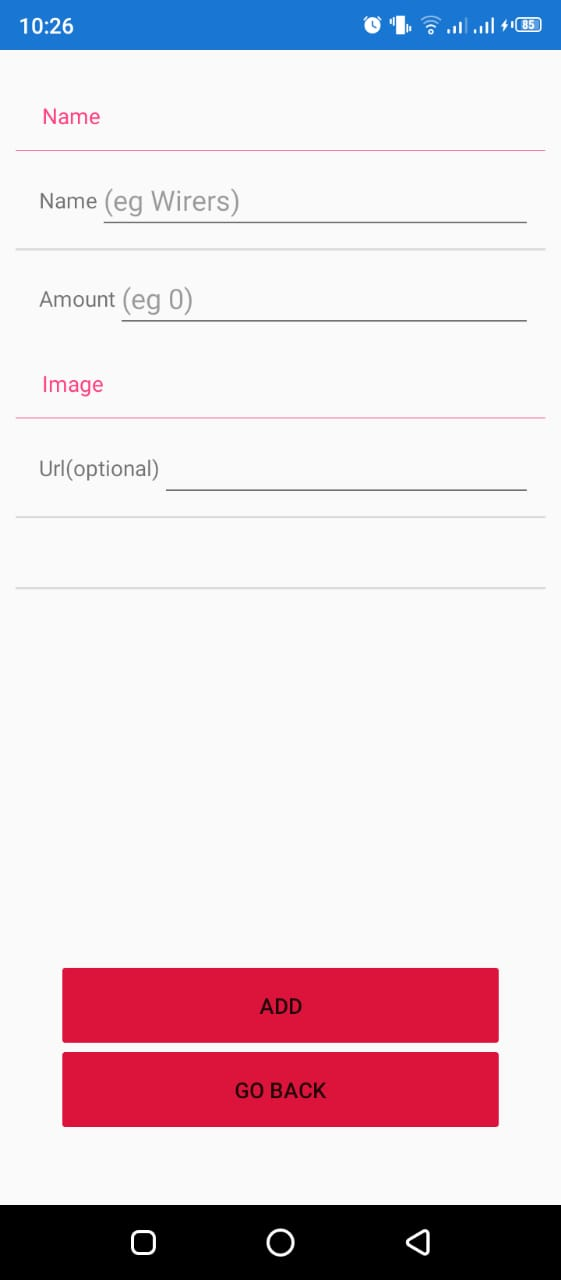 10:26
85
Name
Name (eg Wirers)
Amount (eg 0)
Image
Url(optional)
ADD
GO BACK